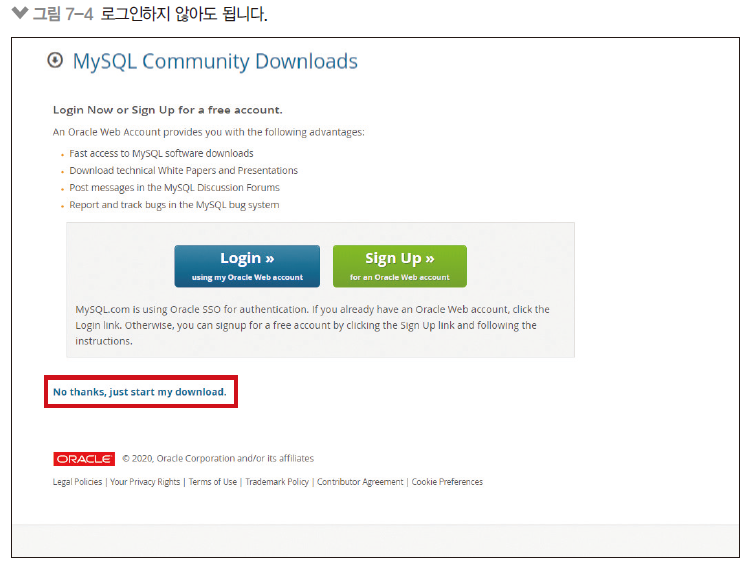 그림 7-4 로그인하지 않아도 됩니다.
MySQL Community Downloads
Login Now or Sign Up for a free account.
An Oracle Web Account provides you with the following advantages:
Fast access to MySQL software downloads
Download technical White Papers and Presentations
Post messages in the MySQL Discussion Forums
Report and track bugs in the MySQL bug system
Login »
using my Oracle Web account
Sign Up »
for an Oracle Web account
MySQL.com is using Oracle SSO for authentication. If you already have an Oracle Web account, click the
Login link. Otherwise, you can signup for a free account by clicking the Sign Up link and following the
instructions.
No thanks, just start my download.
ORACLE © 2020, Oracle Corporation and/or its affiliates
Legal Policies | Your Privacy Rights | Terms of Use | Trademark Policy | Contributor Agreement | Cookie Preferences